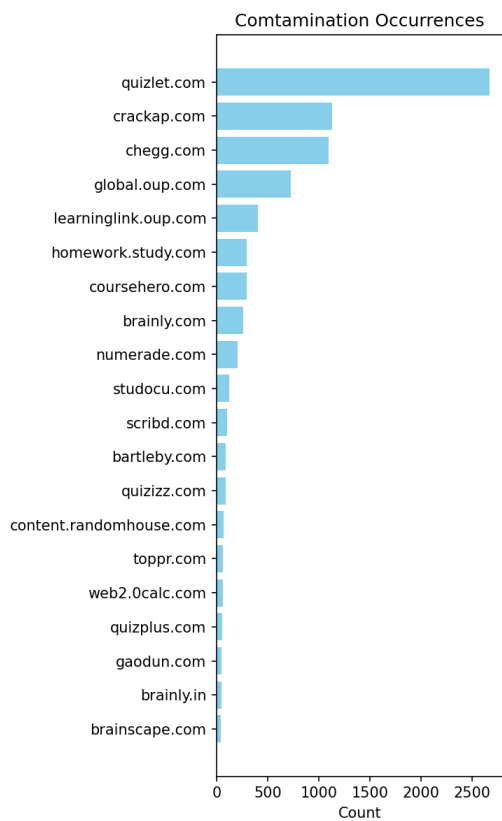 Comtamination Occurrences
quizlet.com
crackap.com
chegg.com
global.oup.com
learninglink.oup.com
homework.study.com
coursehero.com
brainly.com
numerade.com
studocu.com
scribd.com
bartleby.com
quizizz.com
content.randomhouse.com
toppr.com
web2.0calc.com
quizplus.com
gaodun.com
brainly.in
brainscape.com
0 500 1000 1500 2000 2500
Count